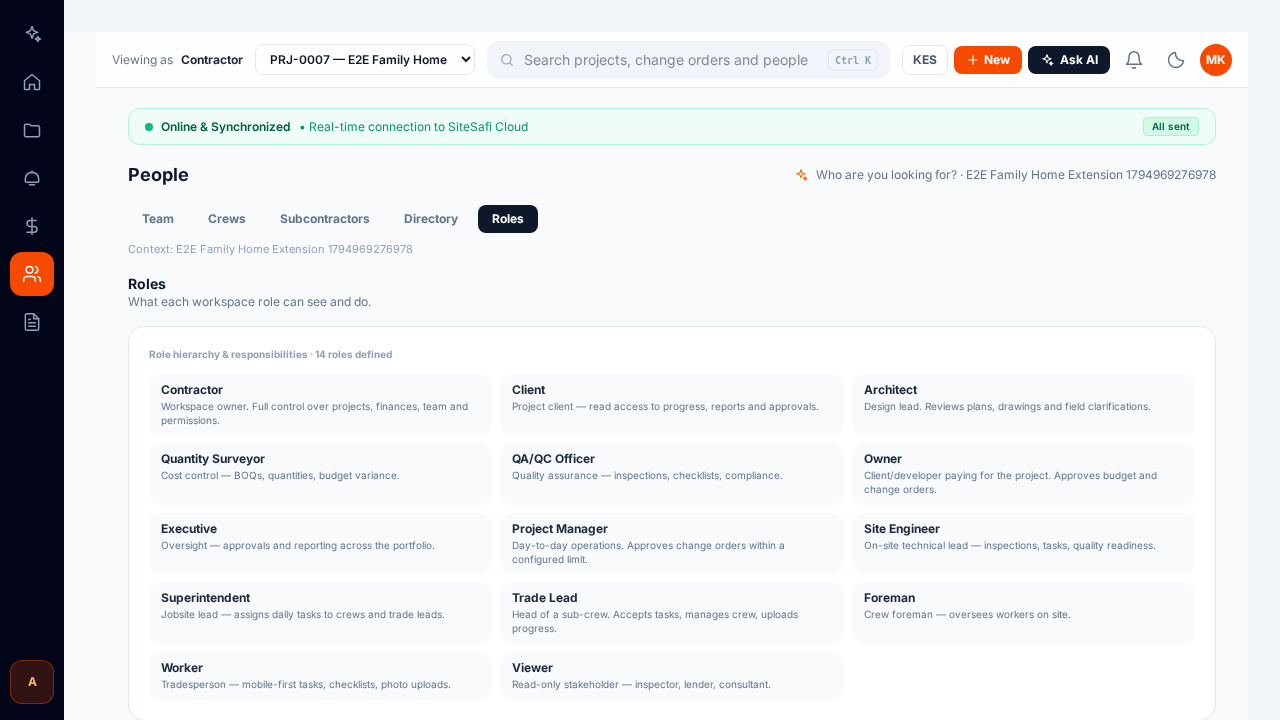 Viewing as Contractor PRJ-0007 — E2E Family Home Search projects, change orders and people Ctrl K KES + New Ask AI MK
Online & Synchronized • Real-time connection to SiteSafi Cloud All sent
People Who are you looking for? · E2E Family Home Extension 1794969276978
Team Crews Subcontractors Directory Roles
Context: E2E Family Home Extension 1794969276978
Roles
What each workspace role can see and do.
Role hierarchy & responsibilities · 14 roles defined
Contractor
Workspace owner. Full control over projects, finances, team and
permissions.
Client
Project client — read access to progress, reports and approvals.
Architect
Design lead. Reviews plans, drawings and field clarifications.
Quantity Surveyor
Cost control — BOQs, quantities, budget variance.
QA/QC Officer
Quality assurance — inspections, checklists, compliance.
Owner
Client/developer paying for the project. Approves budget and
change orders.
Executive
Oversight — approvals and reporting across the portfolio.
Project Manager
Day-to-day operations. Approves change orders within a
configured limit.
Site Engineer
On-site technical lead — inspections, tasks, quality readiness.
Superintendent
Jobsite lead — assigns daily tasks to crews and trade leads.
Trade Lead
Head of a sub-crew. Accepts tasks, manages crew, uploads
progress.
Foreman
Crew foreman — oversees workers on site.
Worker
Tradesperson — mobile-first tasks, checklists, photo uploads.
Viewer
Read-only stakeholder — inspector, lender, consultant.
A